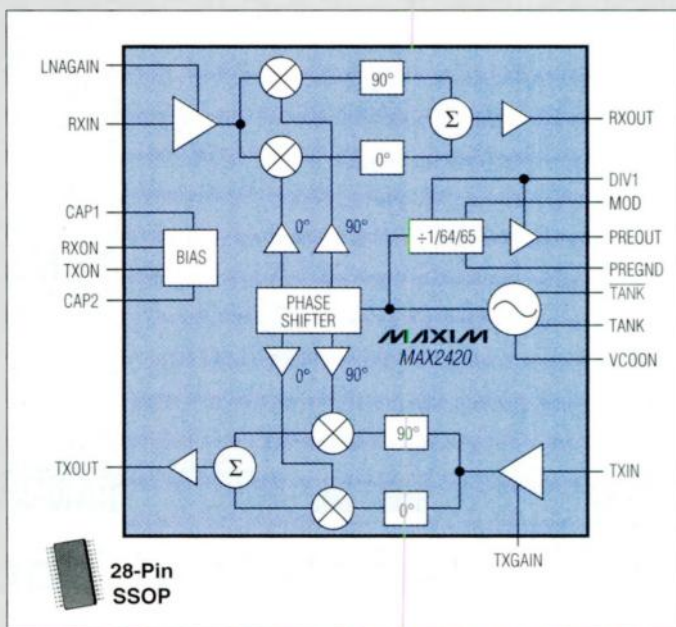 LNAGAIN
RXIN
CAP1
RXON
TXON
CAP2
BIAS
90°
0°
Σ
RXOUT
DIV1
MOD
PREOUT
PREGND
TANK
TANK
VCOON
÷1/64/65
0°
90°
PHASE
SHIFTER
MAXIM
MAX2420
0°
90°
TXOUT
Σ
90°
0°
TXIN
TXGAIN
28-Pin
SSOP